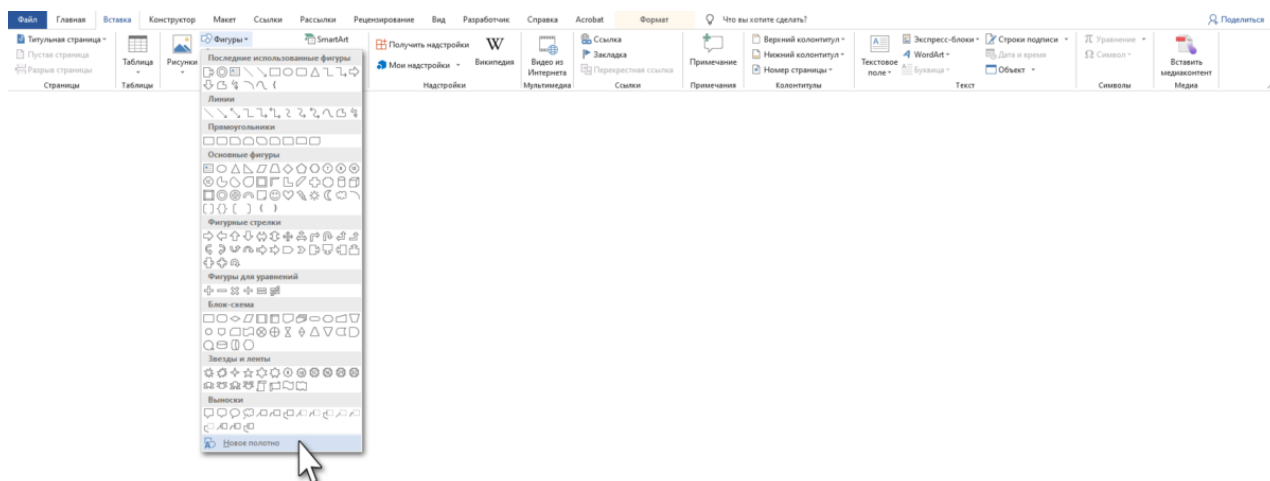 Файл Главная Вставка Конструктор Макет Ссылки Рассылки Рецензирование Вид Разработчик Справка Acrobat Формат Что вы хотите сделать? Поделиться
Титульная страница
Пустая страница
Разрыв страницы
Страницы
Таблица
Таблицы
Рисунки
Фигуры
SmartArt
Получить надстройки
Мои надстройки
W
Википедия
Надстройки
Видео из
Интернета
Мультимедиа
Ссылка
Закладка
Перекрестная ссылка
Ссылки
Примечание
Примечания
Верхний колонтитул
Нижний колонтитул
Номер страницы
Колонтитулы
Текстовое
поле
Экспресс-блоки
WordArt
Буквица
Строки подписи
Дата и время
Объект
Текст
Уравнение
Символ
Символы
Вставить
медиаконтент
Медиа
Последние использованные фигуры
Линии
Прямоугольники
Основные фигуры
Фигурные стрелки
Фигуры для уравнений
Блок-схема
Звезды и ленты
Выноски
Новое полотно